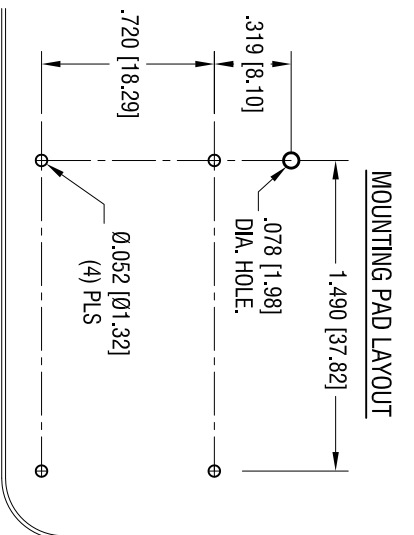 MOUNTING PAD LAYOUT
1.490 [37.82]
.319 [8.10]
.078 [1.98]
DIA. HOLE.
.720 [18.29]
Ø.052 [Ø1.32]
(4) PLS